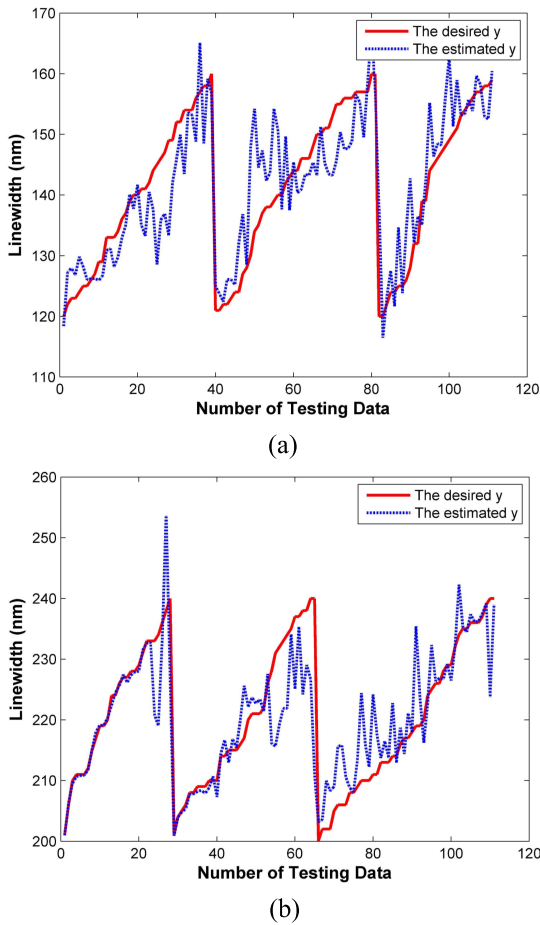 170
160
150
140
130
120
110
Linewidth (nm)
The desired y
The estimated y
0 20 40 60 80 100 120
Number of Testing Data
(a)
260
250
240
230
220
210
200
Linewidth (nm)
The desired y
The estimated y
0 20 40 60 80 100 120
Number of Testing Data
(b)